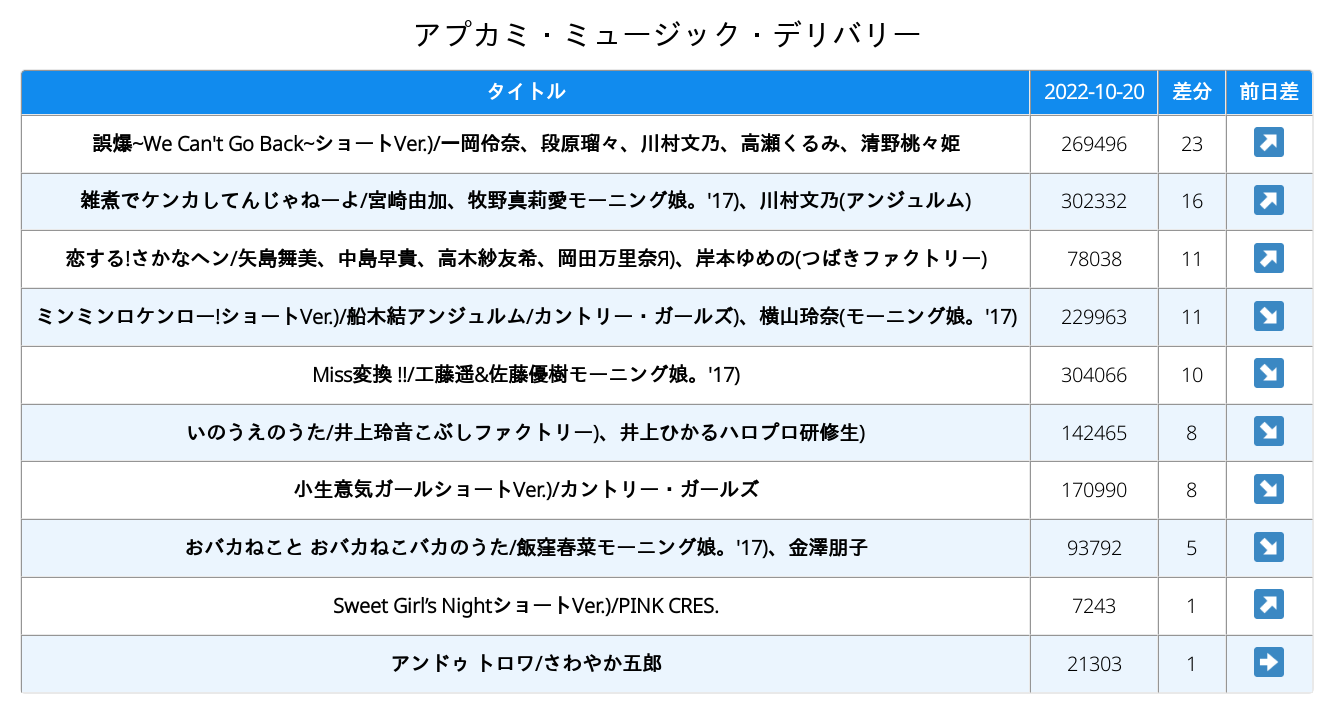 アプカミ・ミュージック・デリバリー
タイトル 2022-10-20 差分 前日差
誤爆~We Can't Go Back~ショートVer.)/一岡伶奈、段原瑠々、川村文乃、高瀬くるみ、清野桃々姫 269496 23
雑煮でケンカしてんじゃねーよ/宮崎由加、牧野真莉愛モーニング娘。'17)、川村文乃(アンジュルム) 302332 16
恋する!さかなヘン/矢島舞美、中島早貴、高木紗友希、岡田万里奈Я)、岸本ゆめの(つばきファクトリー) 78038 11
ミンミンロケンロー!ショートVer.)/船木結アンジュルム/カントリー・ガールズ)、横山玲奈(モーニング娘。'17) 229963 11
Miss変換 !!/工藤遥&佐藤優樹モーニング娘。'17) 304066 10
いのうえのうた/井上玲音こぶしファクトリー)、井上ひかるハロプロ研修生) 142465 8
小生意気ガールショートVer.)/カントリー・ガールズ 170990 8
おバカねこと おバカねこバカのうた/飯窪春菜モーニング娘。'17)、金澤朋子 93792 5
Sweet Girl’s NightショートVer.)/PINK CRES. 7243 1
アンドゥ トロワ/さわやか五郎 21303 1